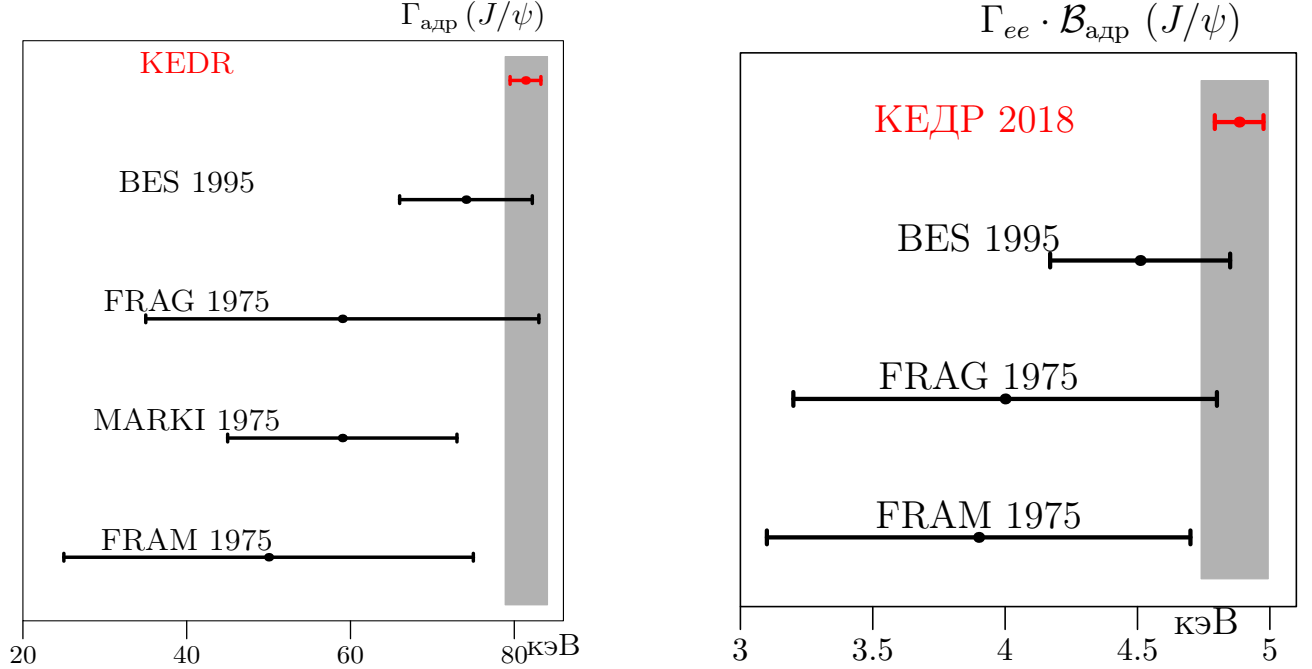 Γадр (J/ψ)
KEDR
BES 1995
FRAG 1975
MARKI 1975
FRAM 1975
20 40 60 80 кэВ
Γee · Bадр (J/ψ)
КЕДР 2018
BES 1995
FRAG 1975
FRAM 1975
3 3.5 4 4.5 кэВ 5